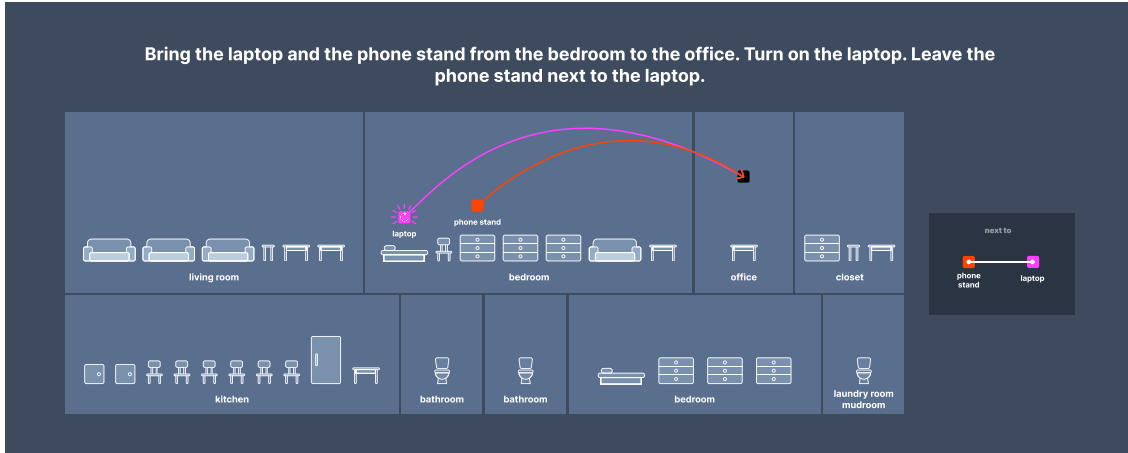 Bring the laptop and the phone stand from the bedroom to the office. Turn on the laptop. Leave the
phone stand next to the laptop.
laptop
phone stand
living room
bedroom
office
closet
next to
phone
stand
laptop
kitchen
bathroom
bathroom
bedroom
laundry room
mudroom